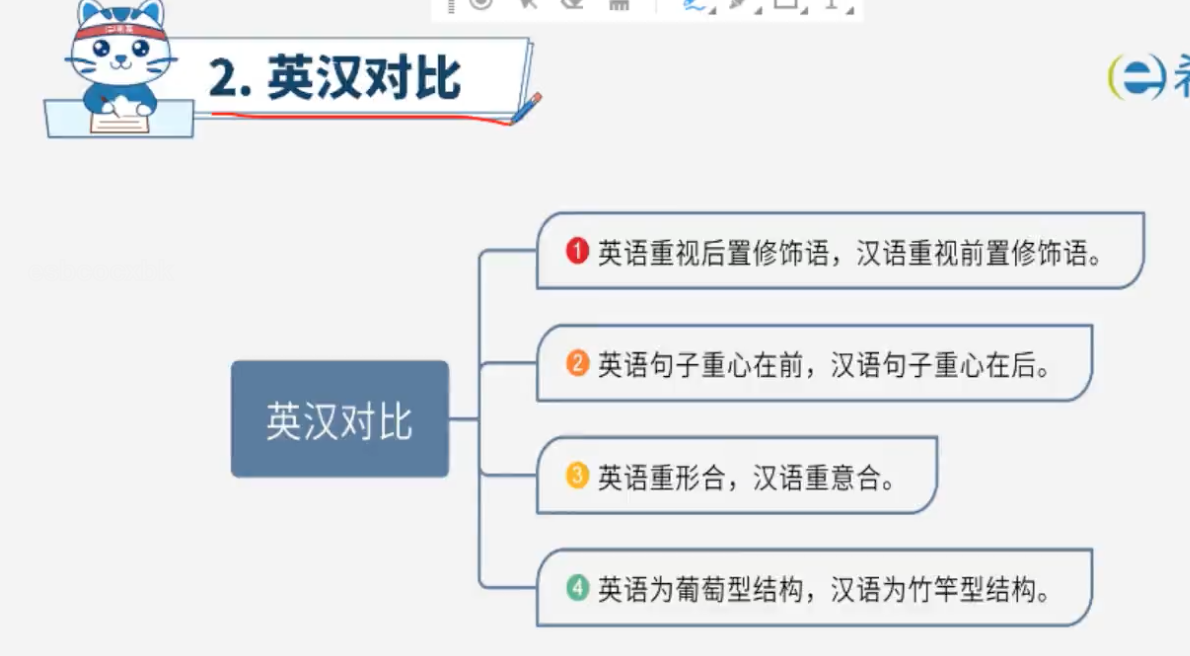 2. 英汉对比
英汉对比
1 英语重视后置修饰语，汉语重视前置修饰语。
2 英语句子重心在前，汉语句子重心在后。
3 英语重形合，汉语重意合。
4 英语为葡萄型结构，汉语为竹竿型结构。